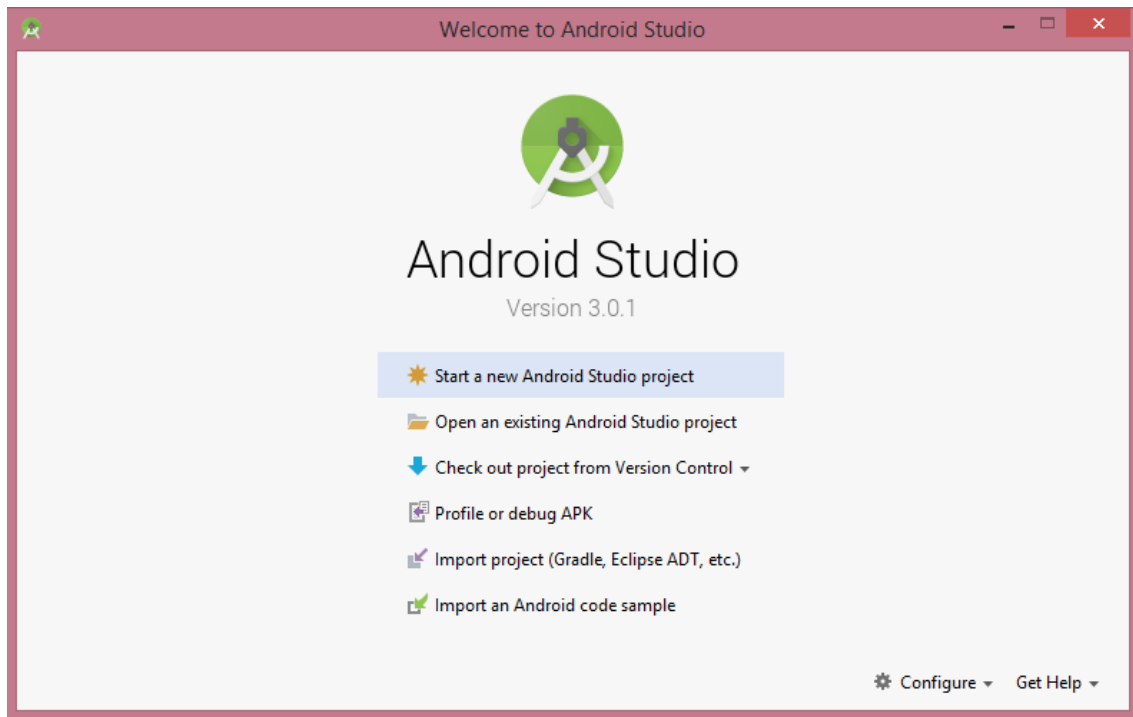 Welcome to Android Studio
Android Studio
Version 3.0.1
Start a new Android Studio project
Open an existing Android Studio project
Check out project from Version Control
Profile or debug APK
Import project (Gradle, Eclipse ADT, etc.)
Import an Android code sample
Configure Get Help